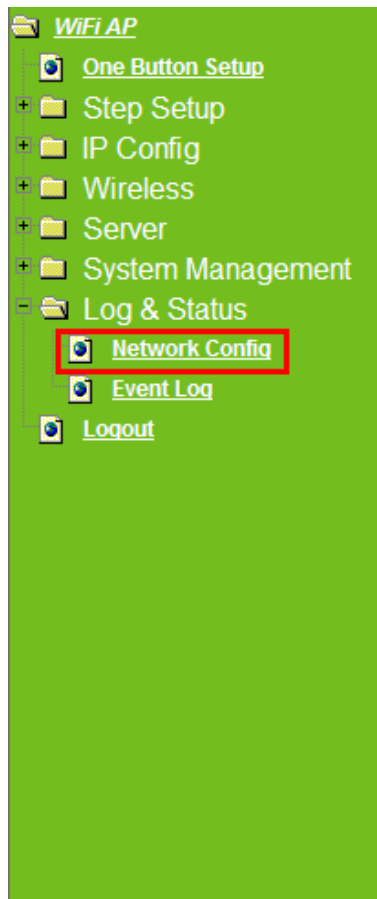 WiFi AP
One Button Setup
Step Setup
IP Config
Wireless
Server
System Management
Log & Status
Network Config
Event Log
Logout